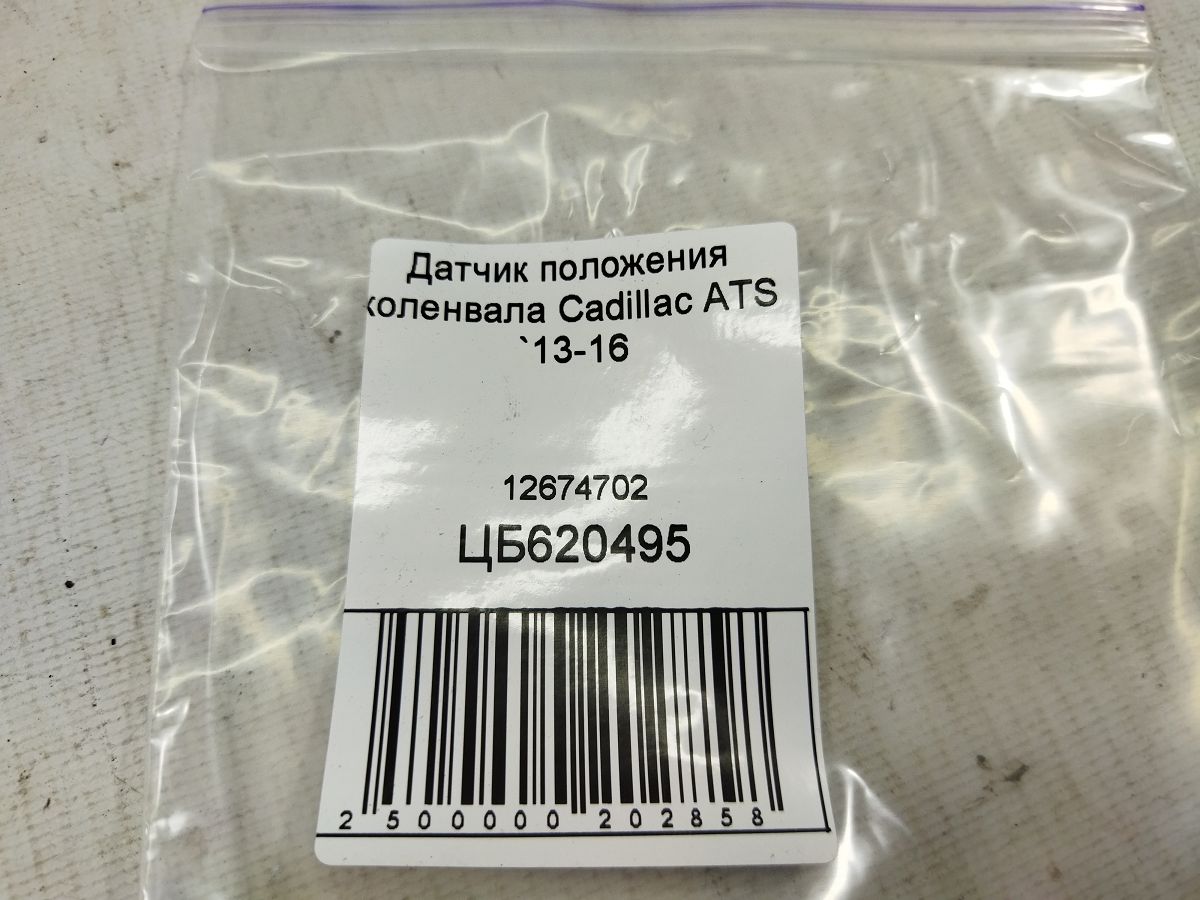 Датчик положения
коленвала Cadillac ATS
`13-16
12674702
ЦБ620495
2 500000 202858